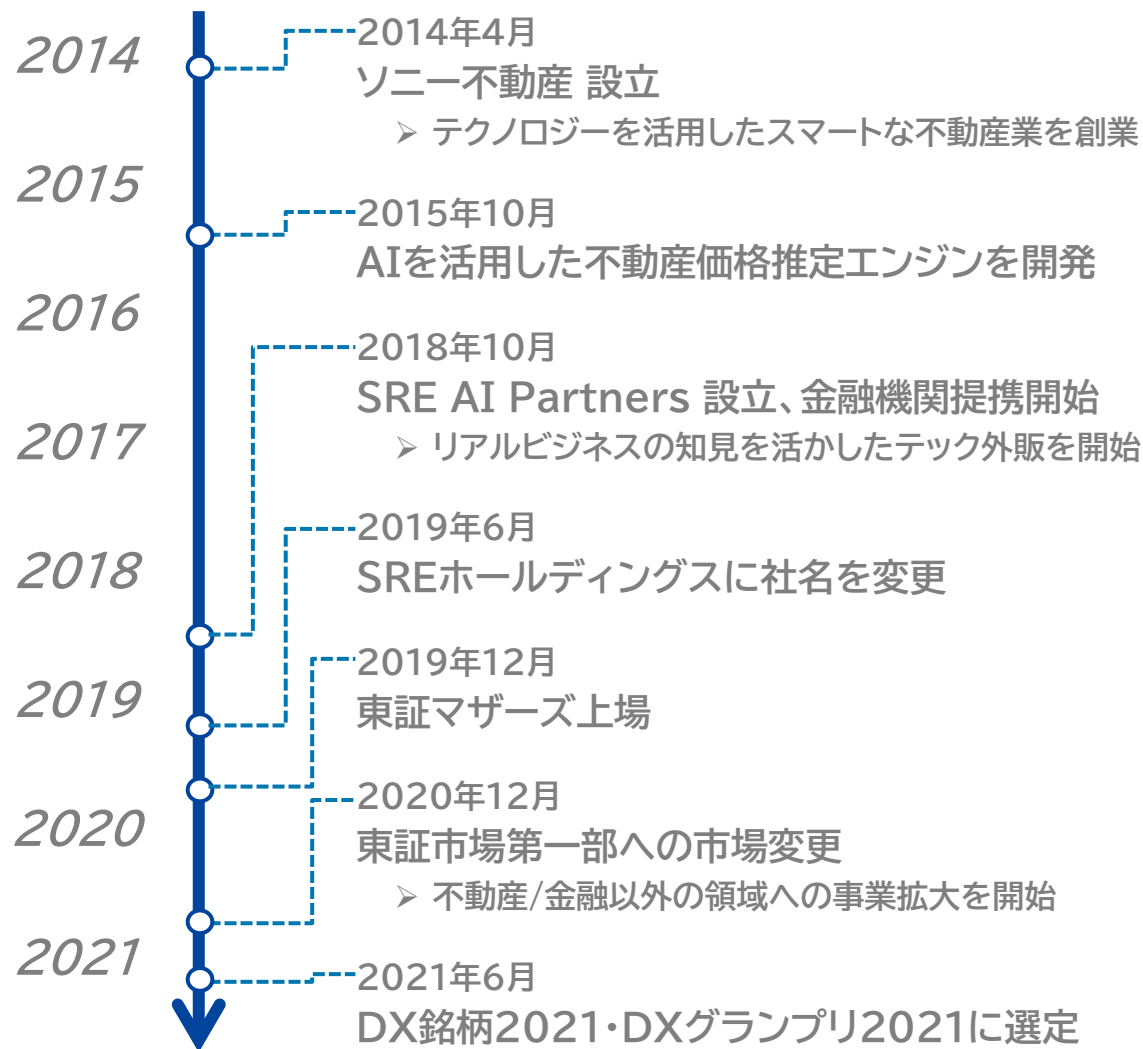 2014
2014年4月
ソニー不動産 設立
➢ テクノロジーを活用したスマートな不動産業を創業
2015
2015年10月
AIを活用した不動産価格推定エンジンを開発
2016
2018年10月
SRE AI Partners 設立、金融機関提携開始
2017
➢ リアルビジネスの知見を活かしたテック外販を開始
2019年6月
2018
SREホールディングスに社名を変更
2019年12月
2019
東証マザーズ上場
2020年12月
2020
東証市場第一部への市場変更
➢ 不動産/金融以外の領域への事業拡大を開始
2021
2021年6月
DX銘柄2021・DXグランプリ2021に選定